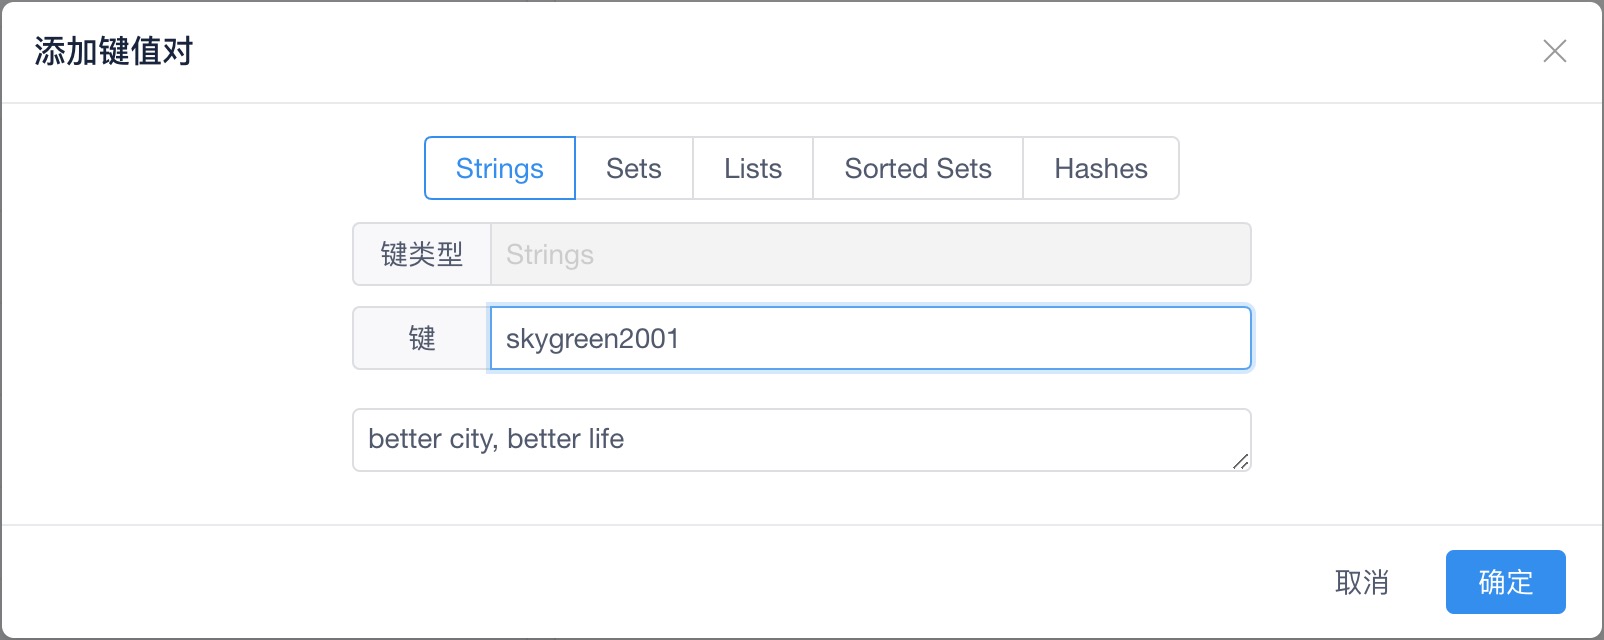 添加键值对
Strings Sets Lists Sorted Sets Hashes
键类型 Strings
键 skygreen2001
better city, better life
取消 确定